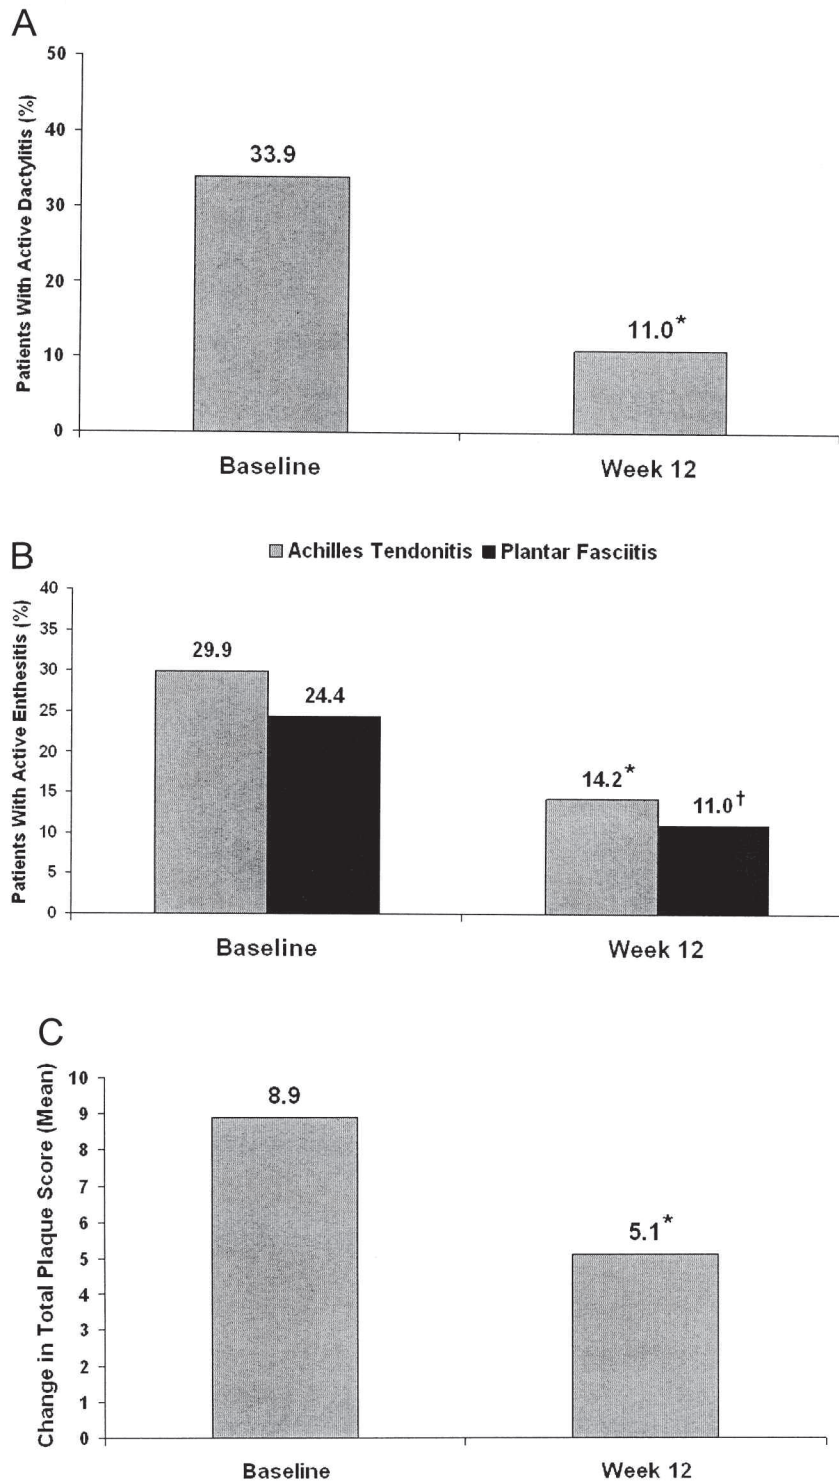 A
Patients With Active Dactylitis (%)
50
40
30
20
10
0
33.9
11.0*
Baseline
Week 12
B
Achilles Tendonitis Plantar Fasciitis
Patients With Active Enthesitis (%)
40
35
30
25
20
15
10
5
0
29.9
24.4
14.2*
11.0†
Baseline
Week 12
C
Change in Total Plaque Score (Mean)
10
9
8
7
6
5
4
3
2
1
0
8.9
5.1*
Baseline
Week 12